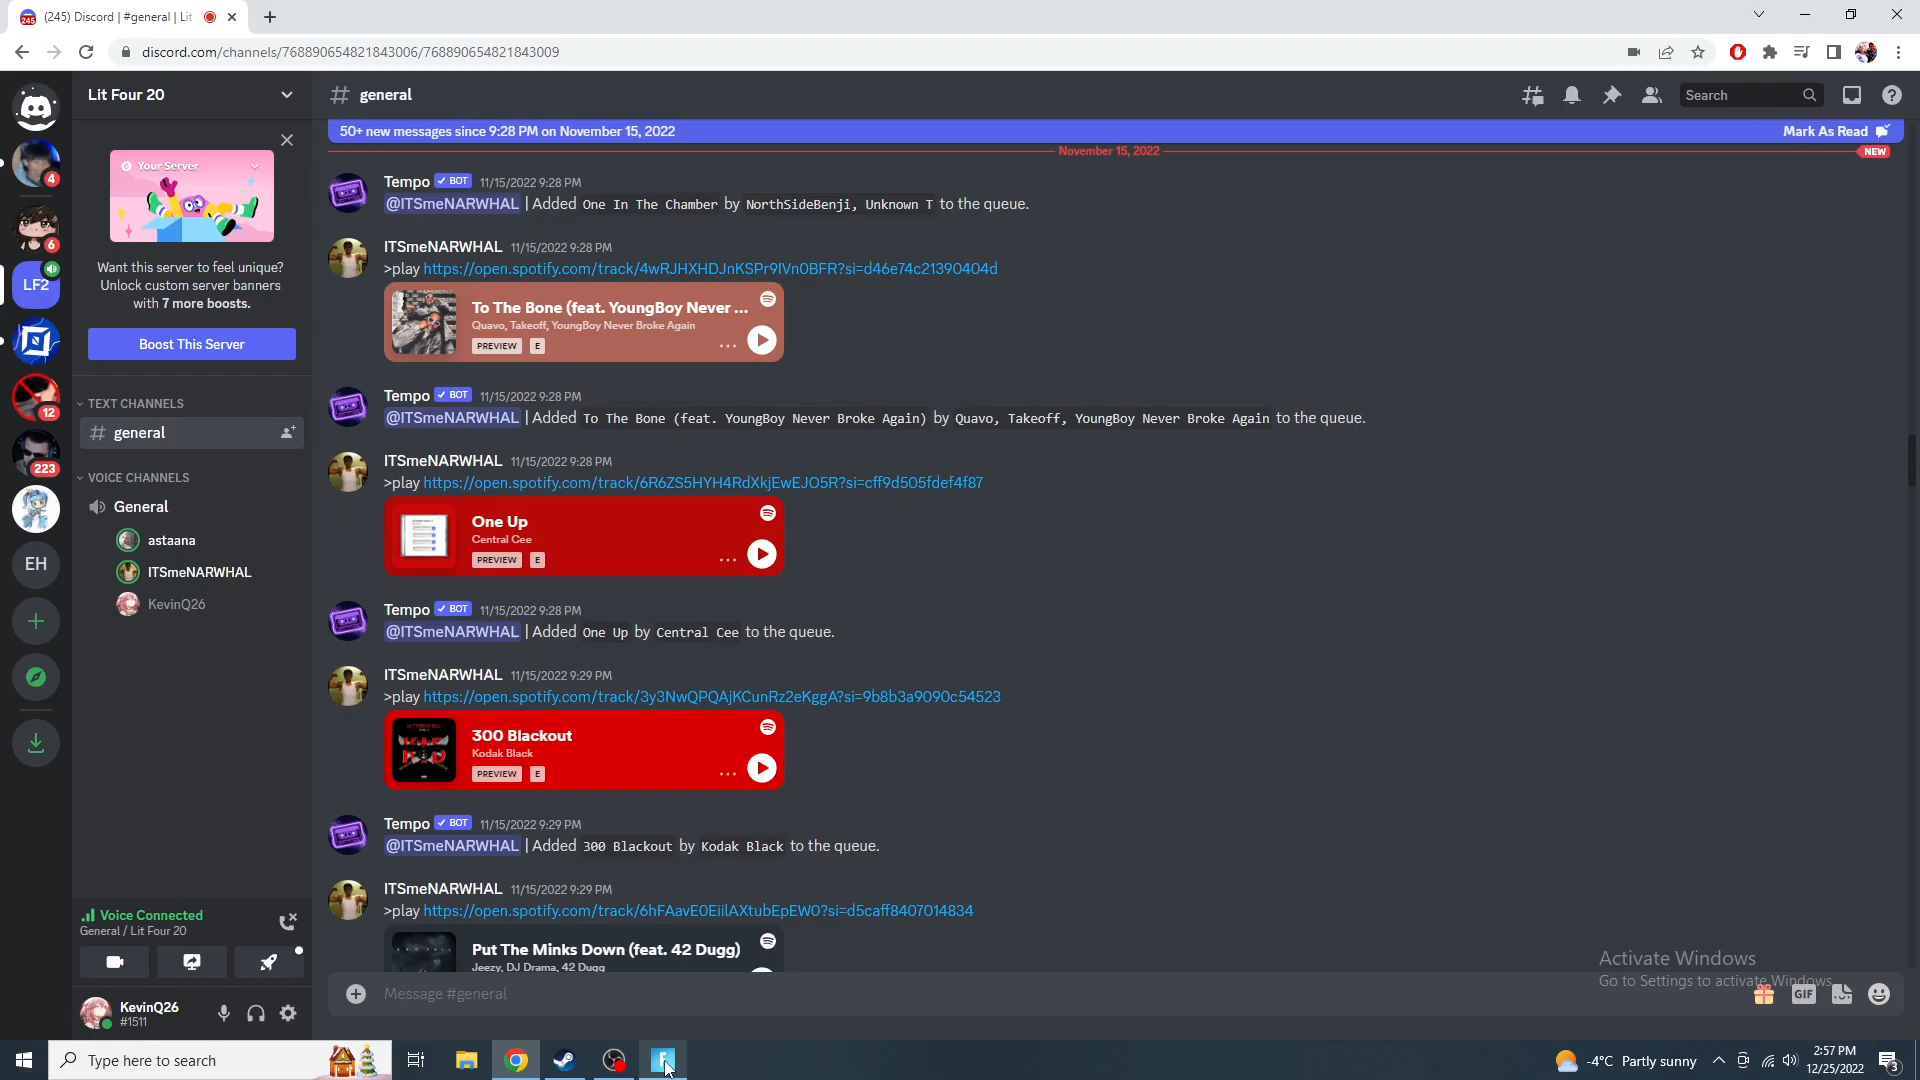 (245) Discord | #general | Lit
discord.com/channels/768890654821843006/768890654821843009
Lit Four 20
general
Search
50+ new messages since 9:28 PM on November 15, 2022
Mark As Read
November 15, 2022
NEW
Your Server
Want this server to feel unique?
Unlock custom server banners
with 7 more boosts.
Boost This Server
TEXT CHANNELS
general
VOICE CHANNELS
General
astaana
ITSmeNARWHAL
KevinQ26
245
4
6
LF2
12
223
EH
Tempo ✓ BOT 11/15/2022 9:28 PM
@ITSmeNARWHAL | Added One In The Chamber by NorthSideBenji, Unknown T to the queue.
ITSmeNARWHAL 11/15/2022 9:28 PM
>play https://open.spotify.com/track/4wRJHXHDJnKSPr9IVn0BFR?si=d46e74c21390404d
To The Bone (feat. YoungBoy Never ...
Quavo, Takeoff, YoungBoy Never Broke Again
PREVIEW E
Tempo ✓ BOT 11/15/2022 9:28 PM
@ITSmeNARWHAL | Added To The Bone (feat. YoungBoy Never Broke Again) by Quavo, Takeoff, YoungBoy Never Broke Again to the queue.
ITSmeNARWHAL 11/15/2022 9:28 PM
>play https://open.spotify.com/track/6R6ZS5HYH4RdXkjEwEJO5R?si=cff9d505fdef4f87
One Up
Central Cee
PREVIEW E
Tempo ✓ BOT 11/15/2022 9:28 PM
@ITSmeNARWHAL | Added One Up by Central Cee to the queue.
ITSmeNARWHAL 11/15/2022 9:29 PM
>play https://open.spotify.com/track/3y3NwQPQAjKCunRz2eKggA?si=9b8b3a9090c54523
300 Blackout
Kodak Black
PREVIEW E
Tempo ✓ BOT 11/15/2022 9:29 PM
@ITSmeNARWHAL | Added 300 Blackout by Kodak Black to the queue.
ITSmeNARWHAL 11/15/2022 9:29 PM
>play https://open.spotify.com/track/6hFAavE0EiilAXtubEpEW0?si=d5caff8407014834
Put The Minks Down (feat. 42 Dugg)
Jeezy, DJ Drama, 42 Dugg
Voice Connected
General / Lit Four 20
KevinQ26
#1511
Message #general
GIF
Activate Windows
Go to Settings to activate Windows.
Type here to search
-4°C Partly sunny
2:57 PM
12/25/2022
3